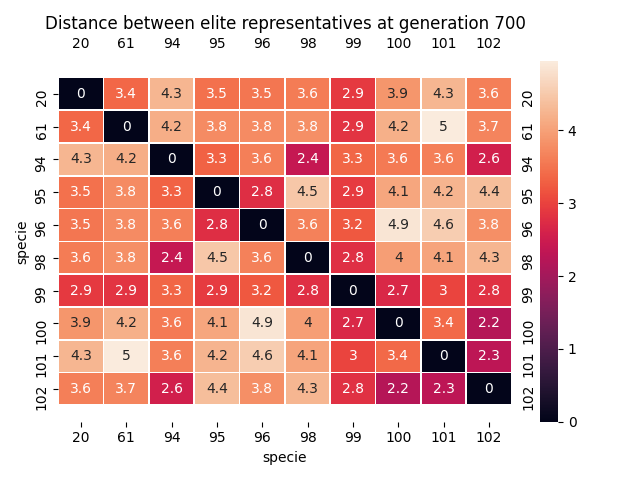 Distance between elite representatives at generation 700
20 61 94 95 96 98 99 100 101 102
20 0 3.4 4.3 3.5 3.5 3.6 2.9 3.9 4.3 3.6 20
61 3.4 0 4.2 3.8 3.8 3.8 2.9 4.2 5 3.7 61
94 4.3 4.2 0 3.3 3.6 2.4 3.3 3.6 3.6 2.6 94
95 3.5 3.8 3.3 0 2.8 4.5 2.9 4.1 4.2 4.4 95
96 3.5 3.8 3.6 2.8 0 3.6 3.2 4.9 4.6 3.8 96
98 3.6 3.8 2.4 4.5 3.6 0 2.8 4 4.1 4.3 98
99 2.9 2.9 3.3 2.9 3.2 2.8 0 2.7 3 2.8 99
100 3.9 4.2 3.6 4.1 4.9 4 2.7 0 3.4 2.2 100
101 4.3 5 3.6 4.2 4.6 4.1 3 3.4 0 2.3 101
102 3.6 3.7 2.6 4.4 3.8 4.3 2.8 2.2 2.3 0 102
20 61 94 95 96 98 99 100 101 102
specie
specie
4
3
2
1
0